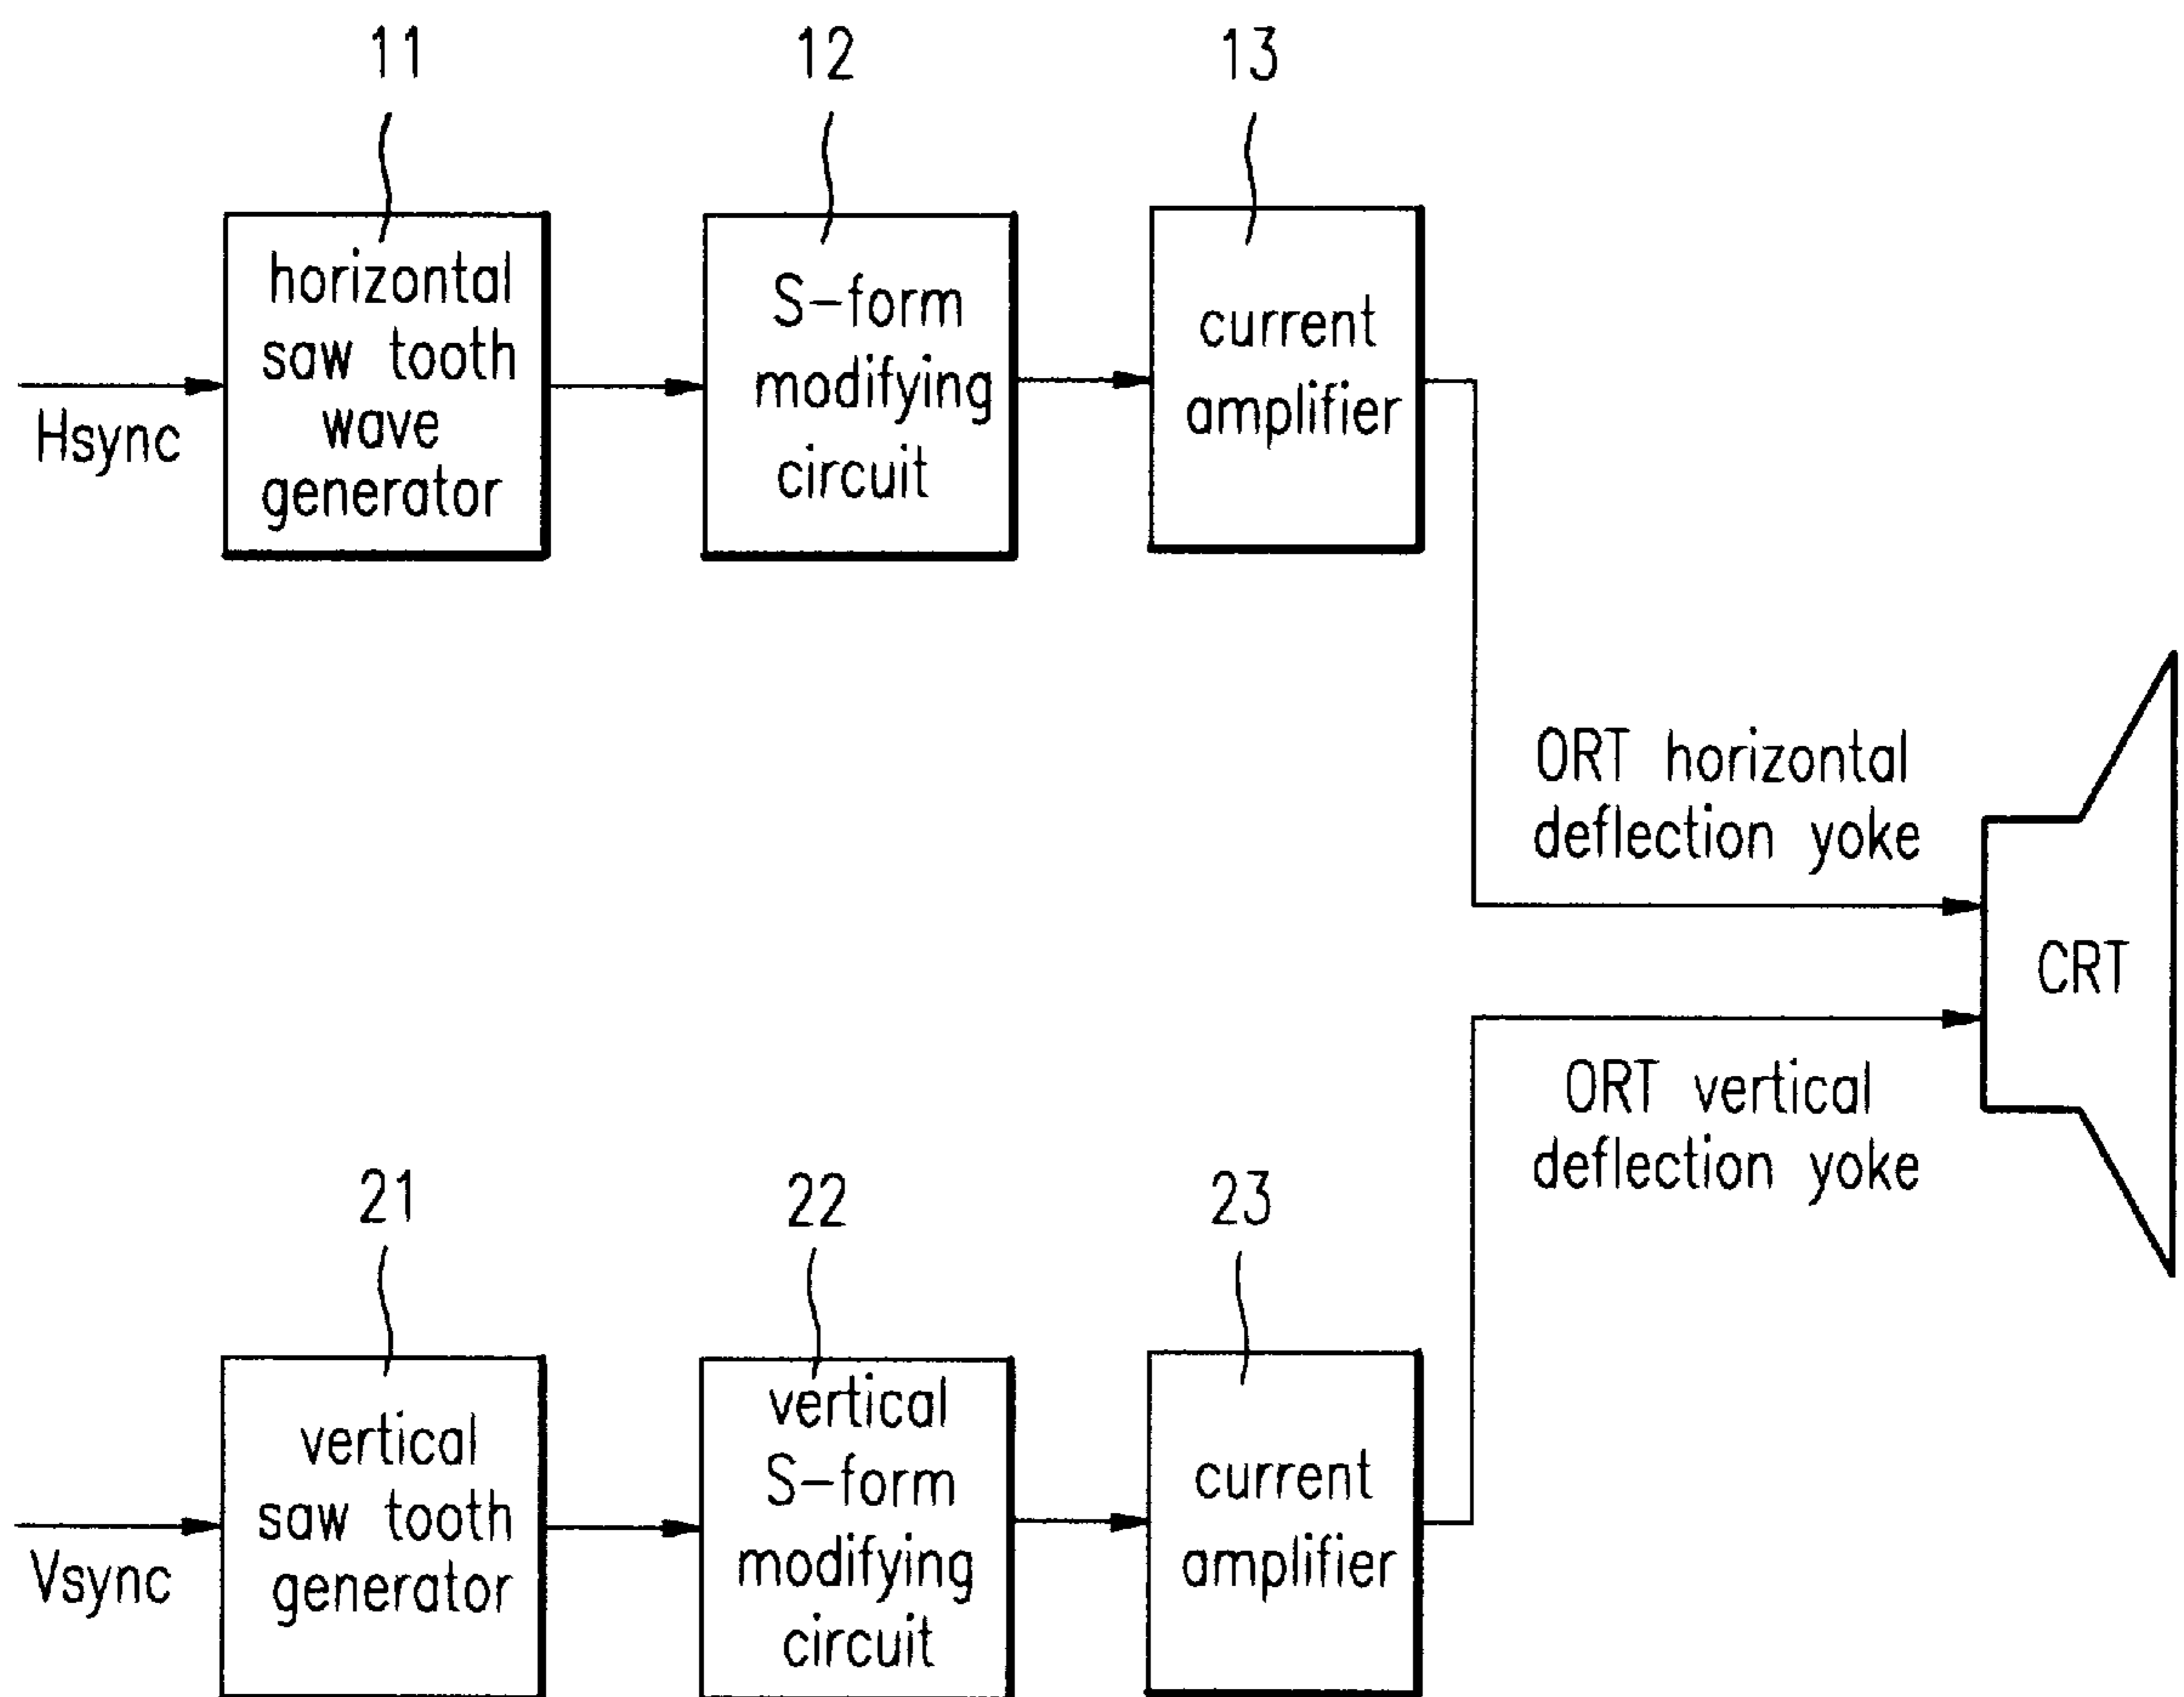 11
12
13
horizontal
saw tooth
wave
generator
S-form
modifying
circuit
current
amplifier
Hsync
ORT horizontal
deflection yoke
CRT
ORT vertical
deflection yoke
21
22
23
vertical
saw tooth
generator
vertical
S-form
modifying
circuit
current
amplifier
Vsync